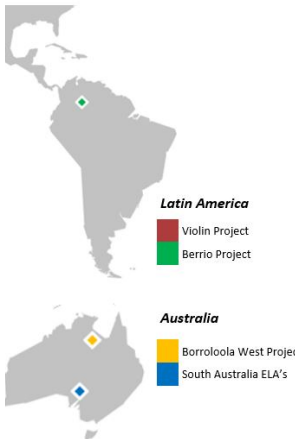 Latin America
Violin Project
Berrio Project
Australia
Borroloola West Projec
South Australia ELA's